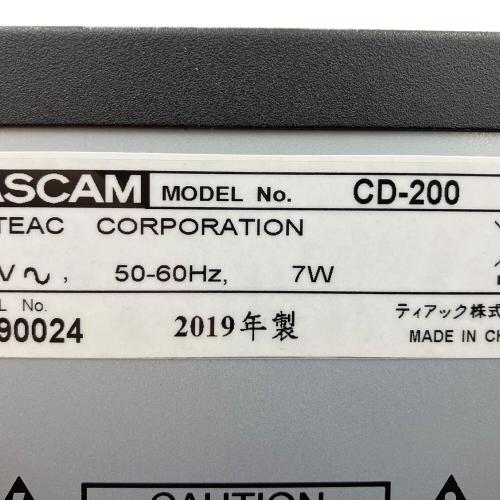 ASCAM MODEL No. CD-200
TEAC CORPORATION
V ~, 50-60Hz, 7W
L No.
90024 2019年製 ティアック株式
MADE IN CH
CAUTION